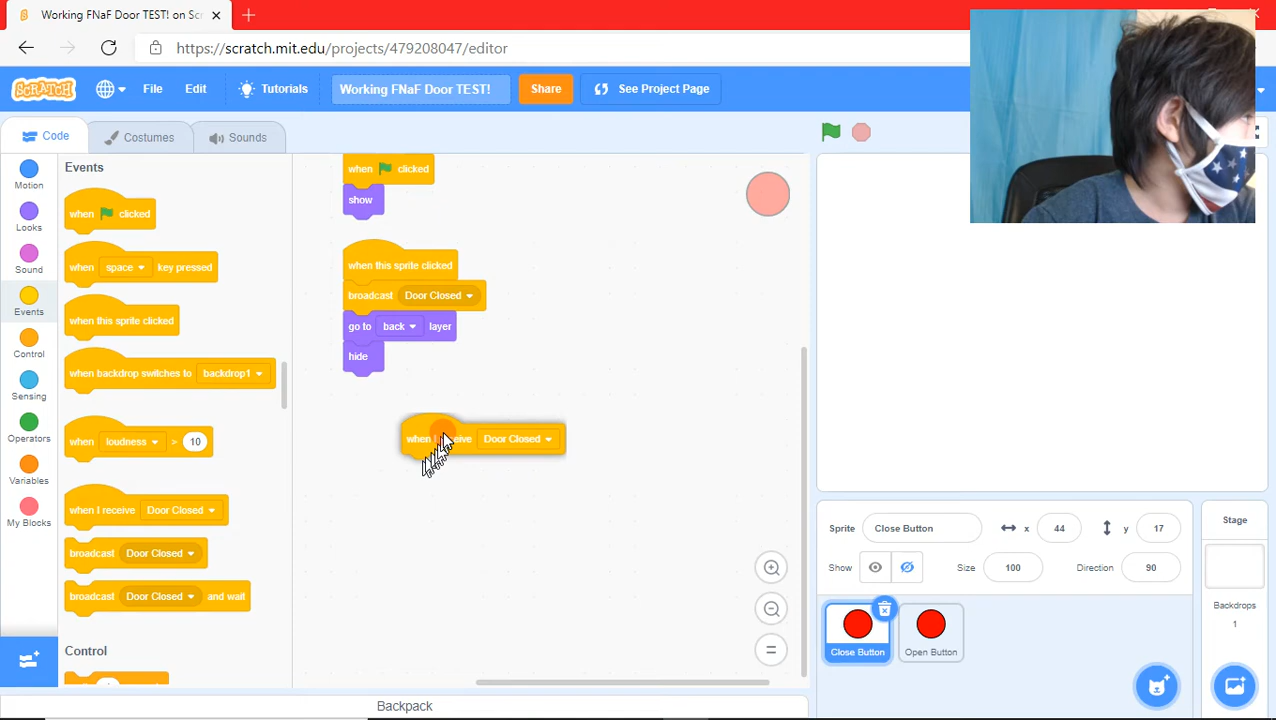 Working FNaF Door TEST! on Scr
https://scratch.mit.edu/projects/479208047/editor
SCRATCH
File
Edit
Tutorials
Working FNaF Door TEST!
Share
See Project Page
Code
Costumes
Sounds
Motion
Looks
Sound
Events
Control
Sensing
Operators
Variables
My Blocks
Events
when clicked
when space key pressed
when this sprite clicked
when backdrop switches to backdrop1
when loudness > 10
when I receive Door Closed
broadcast Door Closed
broadcast Door Closed and wait
Control
when clicked
show
when this sprite clicked
broadcast Door Closed
go to back layer
hide
when I receive Door Closed
Backpack
Sprite Close Button x 44 y 17
Show Size 100 Direction 90
Close Button
Open Button
Stage
Backdrops
1